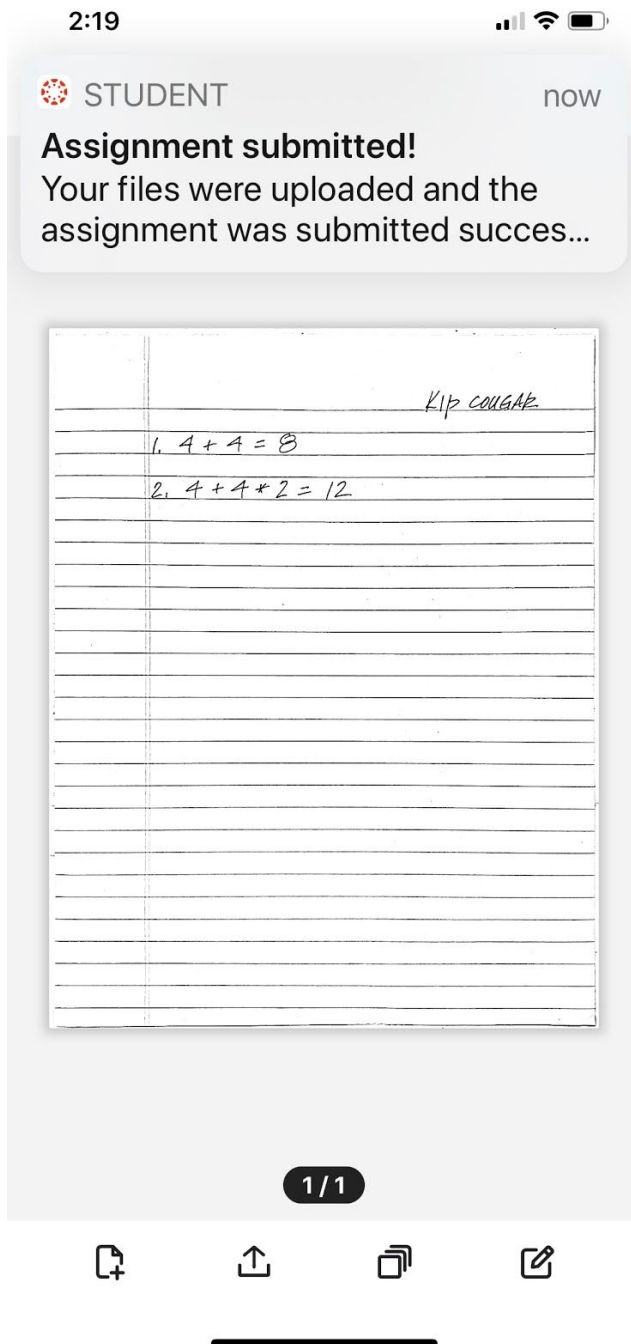 2:19
STUDENT now
Assignment submitted!
Your files were uploaded and the
assignment was submitted succes...
Kip COUGAR
1. 4 + 4 = 8
2. 4 + 4 * 2 = 12
1/1